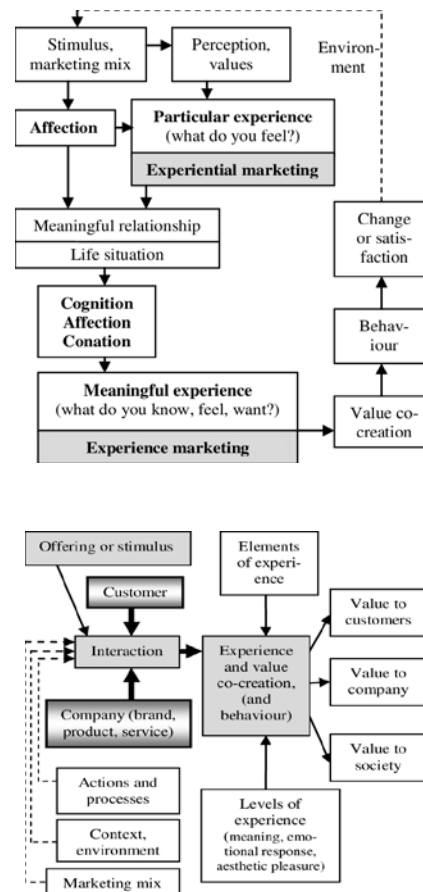 Stimulus,
marketing mix
Perception,
values
Environ-
ment
Affection
Particular experience
(what do you feel?)
Experiential marketing
Meaningful relationship
Life situation
Change
or satis-
faction
Cognition
Affection
Conation
Behav-
iour
Meaningful experience
(what do you know, feel, want?)
Experience marketing
Value co-
creation
Offering or stimulus
Elements
of experi-
ence
Customer
Value to
customers
Interaction
Experience
and value
co-creation,
(and
behaviour)
Value to
company
Company (brand,
product, service)
Value to
society
Actions and
processes
Levels of
experience
(meaning, emo-
tional response,
aesthetic pleasure)
Context,
environment
Marketing mix